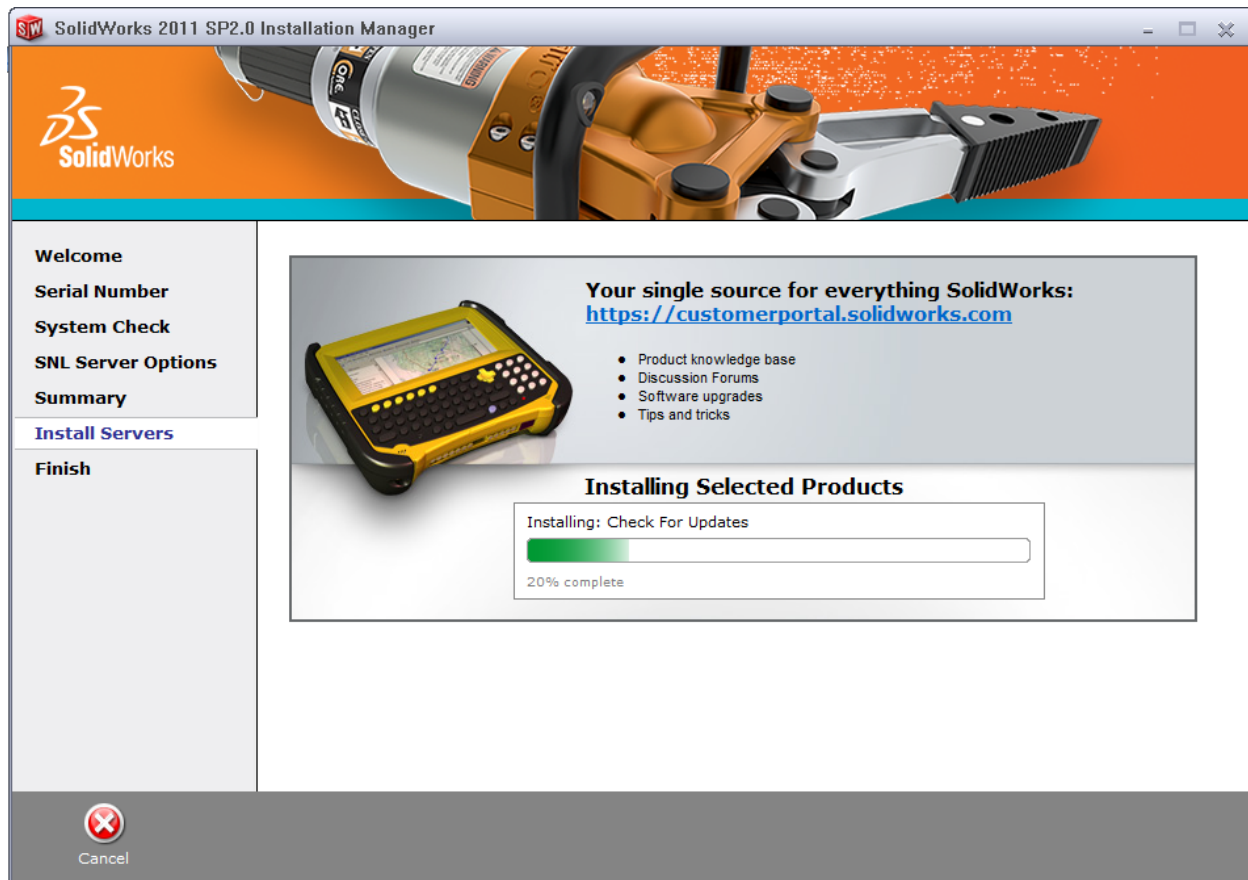 SolidWorks 2011 SP2.0 Installation Manager
WARNING
CORE
SolidWorks
Welcome
Serial Number
System Check
SNL Server Options
Summary
Install Servers
Finish
Your single source for everything SolidWorks:
https://customerportal.solidworks.com
Product knowledge base
Discussion Forums
Software upgrades
Tips and tricks
Installing Selected Products
Installing: Check For Updates
20% complete
Cancel